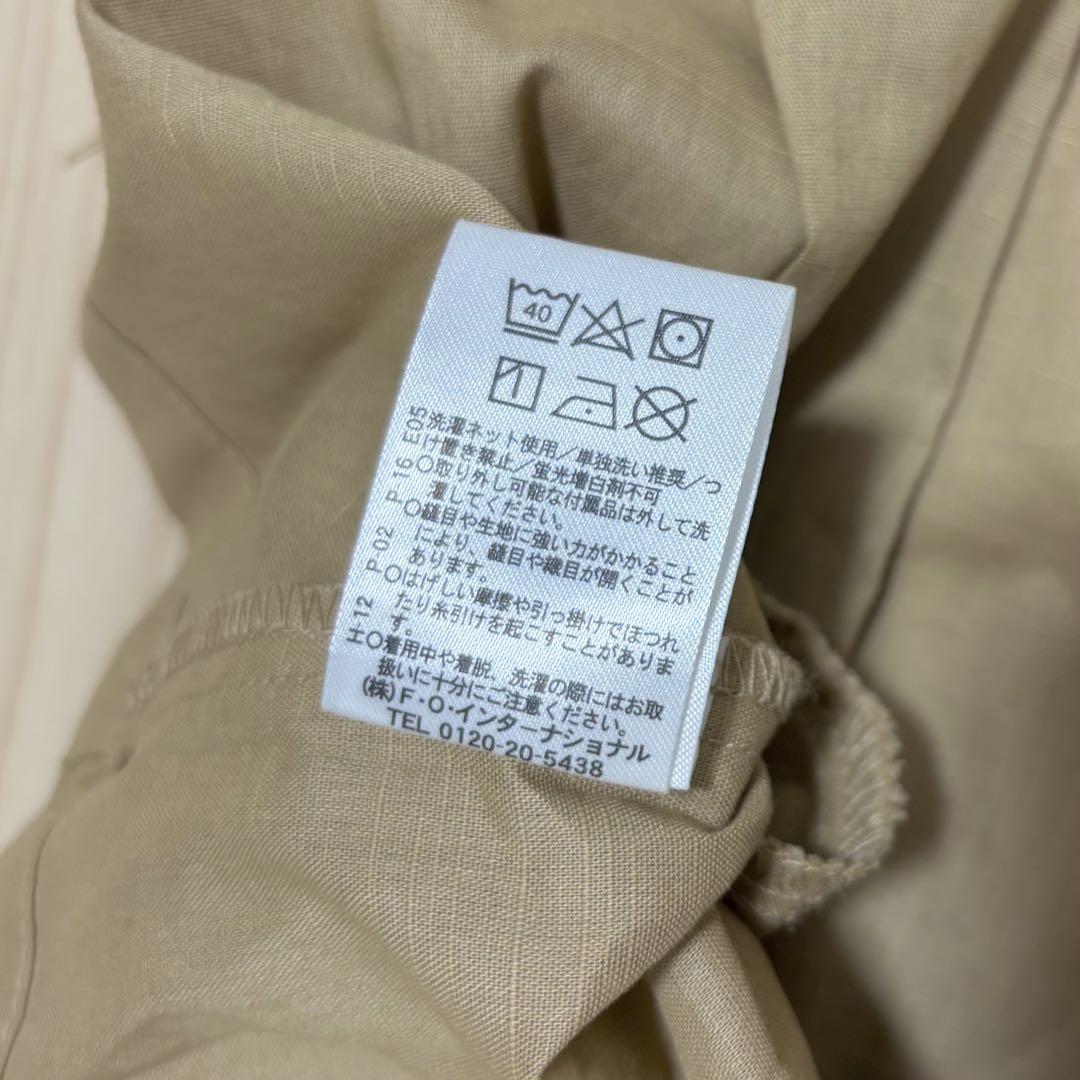 40
E05 洗濯ネット使用／単独洗い推奨／つ
け置き禁止／蛍光増白剤不可
F-16 〇取り外し可能な付属品は外して洗
濯してください。
P-02 〇縫目や生地に強い力がかかること
により、縫目や織目が開くことが
あります。
P-12 〇はげしい摩擦や引っ掛けでほつれ
たり糸引けを起こすことがありま
す。
H 〇着用中や着脱、洗濯の際にはお取
扱いに十分にご注意ください。
(株)F・O・インターナショナル
TEL 0120-20-5438